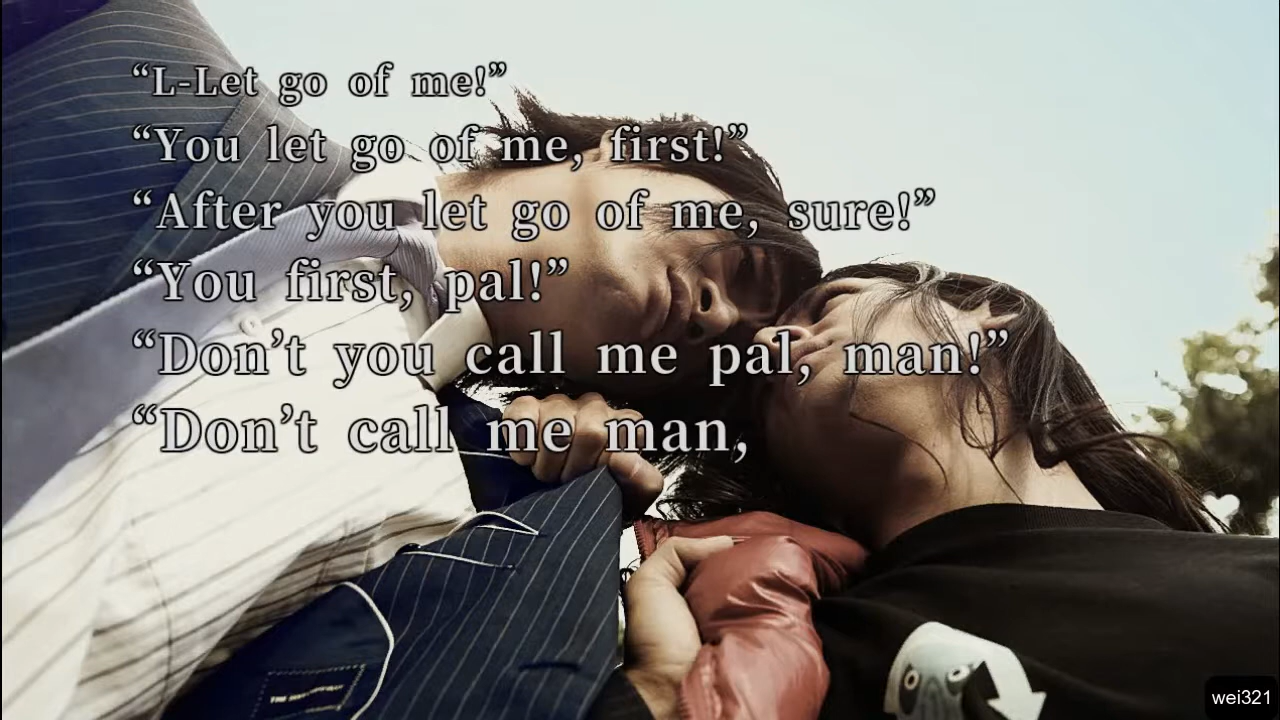 “L-Let go of me!”
“You let go of me, first!”
“After you let go of me, sure!”
“You first, pal!”
“Don’t you call me pal, man!”
“Don’t call me man,
wei321